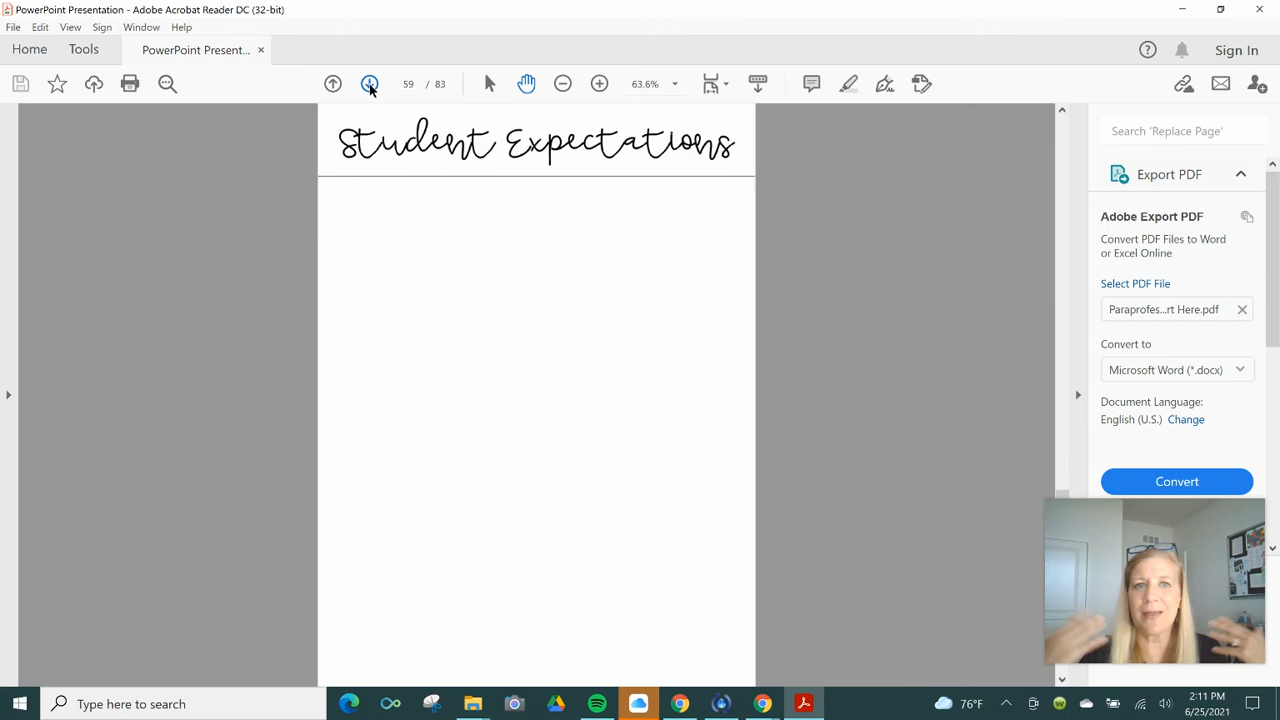 PowerPoint Presentation - Adobe Acrobat Reader DC (32-bit)
File Edit View Sign Window Help
Home Tools PowerPoint Present... × Sign In
59 / 83 63.6%
Student Expectations
Search 'Replace Page'
Export PDF
Adobe Export PDF
Convert PDF Files to Word
or Excel Online
Select PDF File
Paraprofes...rt Here.pdf
Convert to
Microsoft Word (*.docx)
Document Language:
English (U.S.) Change
Convert
Type here to search
76°F
2:11 PM
6/25/2021